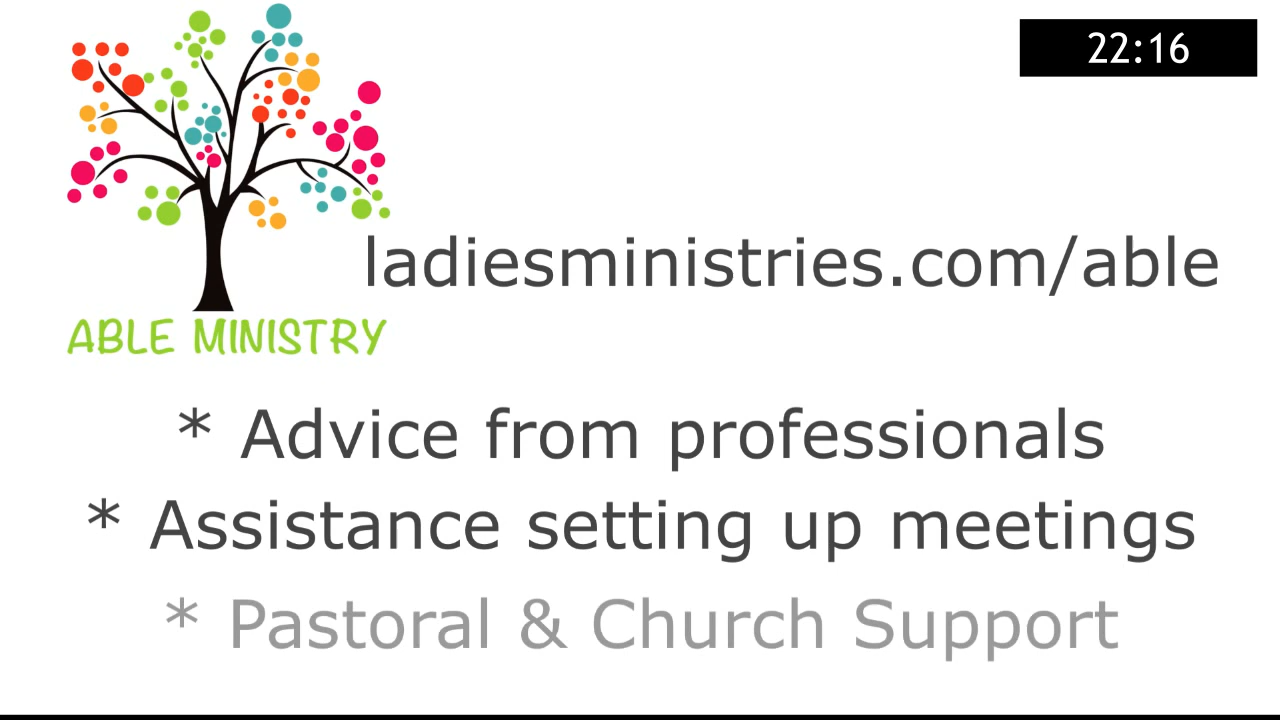 22:16
ladiesministries.com/able
ABLE MINISTRY
* Advice from professionals
* Assistance setting up meetings
* Pastoral & Church Support